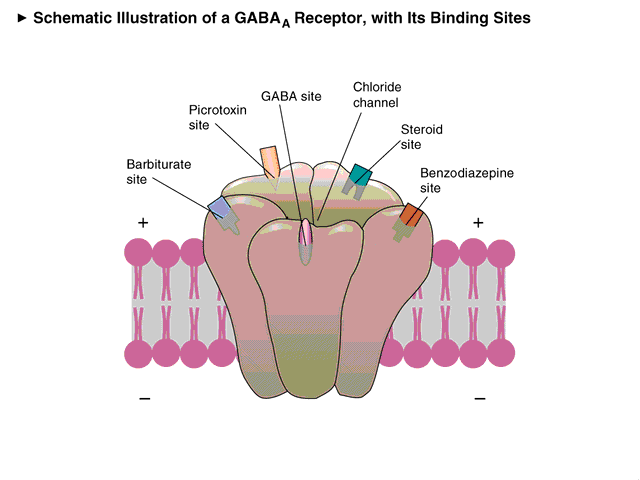 ► Schematic Illustration of a GABAA Receptor, with Its Binding Sites
Chloride
channel
GABA site
Picrotoxin
site
Steroid
site
Barbiturate
site
Benzodiazepine
site
+ +
– –